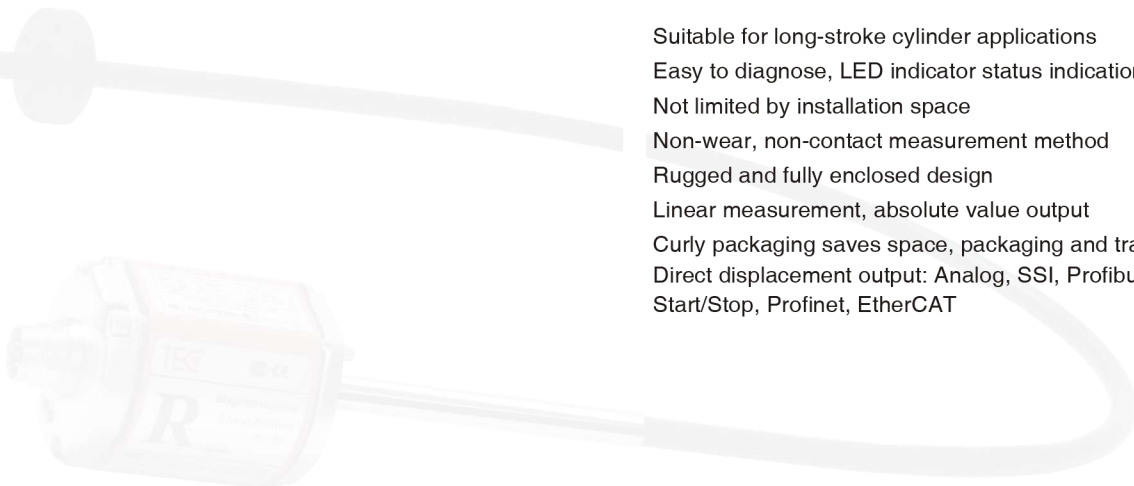 Suitable for long-stroke cylinder applications
Easy to diagnose, LED indicator status
Not limited by installation space
Non-wear, non-contact measurement method
Rugged and fully enclosed design
Linear measurement, absolute value output
Curly packaging saves space, packaging and
Direct displacement output: Analog, SSI,
Start/Stop, Profinet, EtherCAT
R